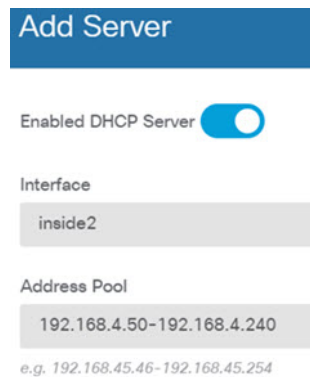 Add Server
Enabled DHCP Server
Interface
inside2
Address Pool
192.168.4.50-192.168.4.240
e.g. 192.168.45.46-192.168.45.254